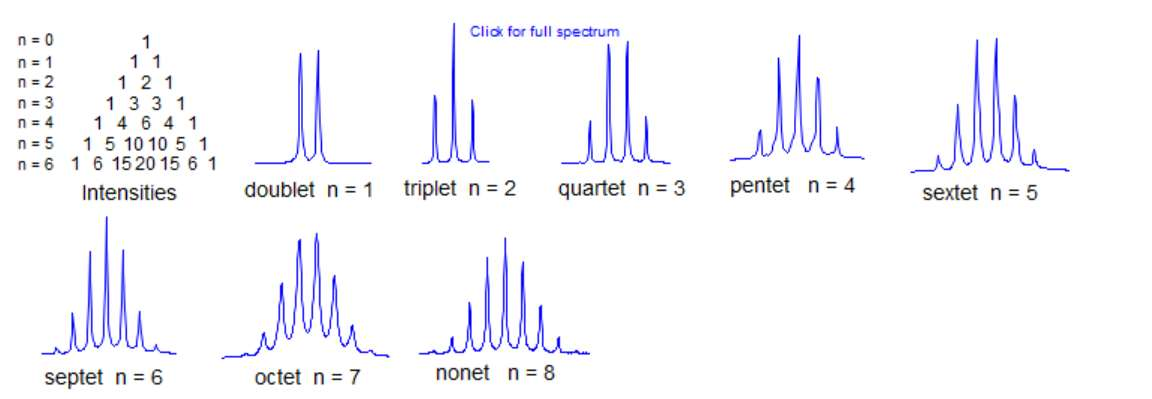 n = 0 1
n = 1 1 1
n = 2 1 2 1
n = 3 1 3 3 1
n = 4 1 4 6 4 1
n = 5 1 5 10 10 5 1
n = 6 1 6 15 20 15 6 1
Intensities
Click for full spectrum
doublet n = 1
triplet n = 2
quartet n = 3
pentet n = 4
sextet n = 5
septet n = 6
octet n = 7
nonet n = 8